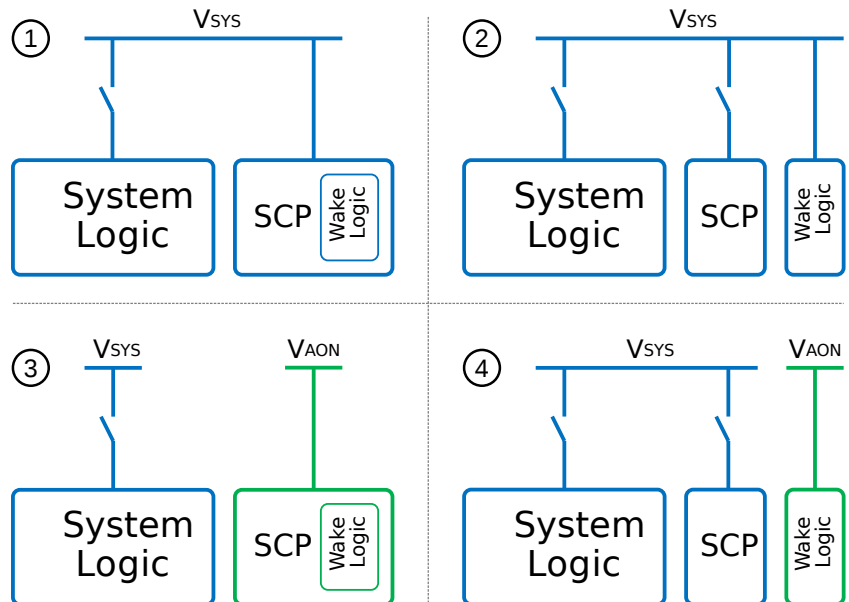 1
VSYS
System
Logic
SCP
Wake
Logic
2
VSYS
System
Logic
SCP
Wake
Logic
3
VSYS
VAON
System
Logic
SCP
Wake
Logic
4
VSYS
VAON
System
Logic
SCP
Wake
Logic